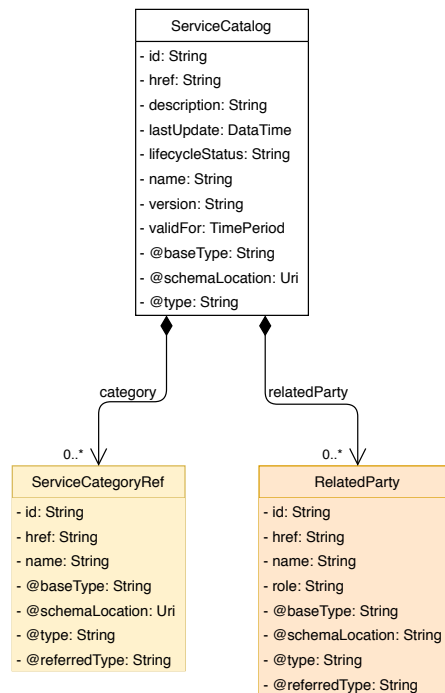 ServiceCatalog
- id: String
- href: String
- description: String
- lastUpdate: DataTime
- lifecycleStatus: String
- name: String
- version: String
- validFor: TimePeriod
- @baseType: String
- @schemaLocation: Uri
- @type: String
category
relatedParty
0..*
0..*
ServiceCategoryRef
- id: String
- href: String
- name: String
- @baseType: String
- @schemaLocation: Uri
- @type: String
- @referredType: String
RelatedParty
- id: String
- href: String
- name: String
- role: String
- @baseType: String
- @schemaLocation: String
- @type: String
- @referredType: String